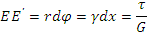 EE' = rdφ = γdx = τ/G